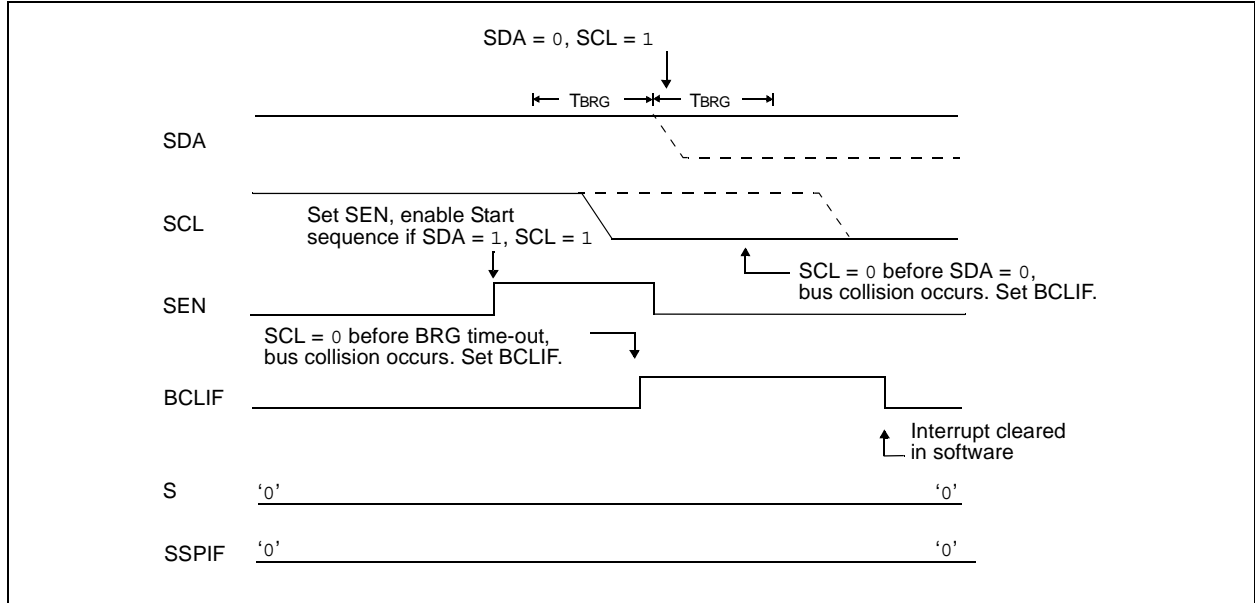 SDA = 0, SCL = 1
TBRG TBRG
SDA
SCL
Set SEN, enable Start
sequence if SDA = 1, SCL = 1
SCL = 0 before SDA = 0,
bus collision occurs. Set BCLIF.
SEN
SCL = 0 before BRG time-out,
bus collision occurs. Set BCLIF.
BCLIF
Interrupt cleared
in software
S
‘0’ ‘0’
SSPIF
‘0’ ‘0’